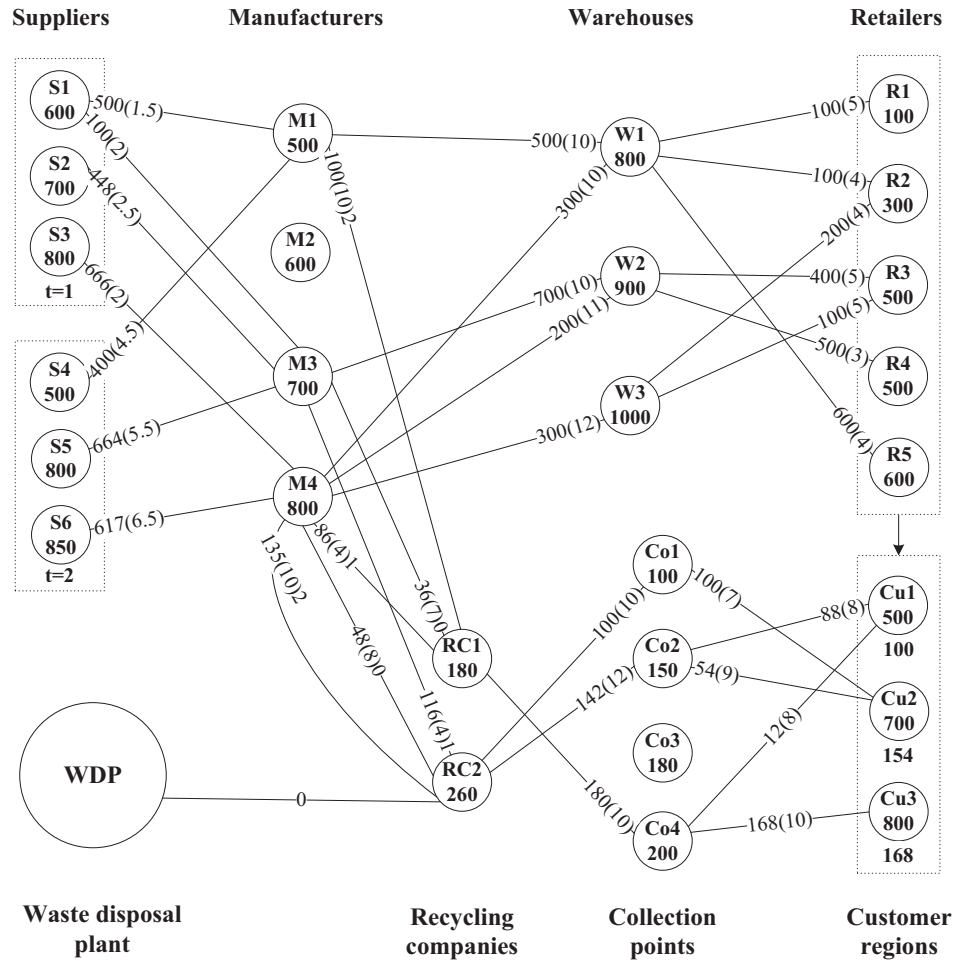 Suppliers
Manufacturers
Warehouses
Retailers
S1
600
S2
700
S3
800
t=1
S4
500
S5
800
S6
850
t=2
500(1.5)
100(2)
448(2.5)
666(2)
400(4.5)
664(5.5)
617(6.5)
M1
500
M2
600
M3
700
M4
800
500(10)
300(10)
700(10)
200(11)
300(12)
100(10)2
36(7)0
86(4)1
116(4)1
48(8)0
135(10)2
W1
800
W2
900
W3
1000
100(5)
100(4)
200(4)
400(5)
100(5)
500(3)
600(4)
R1
100
R2
300
R3
500
R4
500
R5
600
WDP
0
RC1
180
RC2
260
100(10)
142(12)
180(10)
Co1
100
Co2
150
Co3
180
Co4
200
100(7)
88(8)
54(9)
12(8)
168(10)
Cu1
500
100
Cu2
700
154
Cu3
800
168
Waste disposal
plant
Recycling
companies
Collection
points
Customer
regions